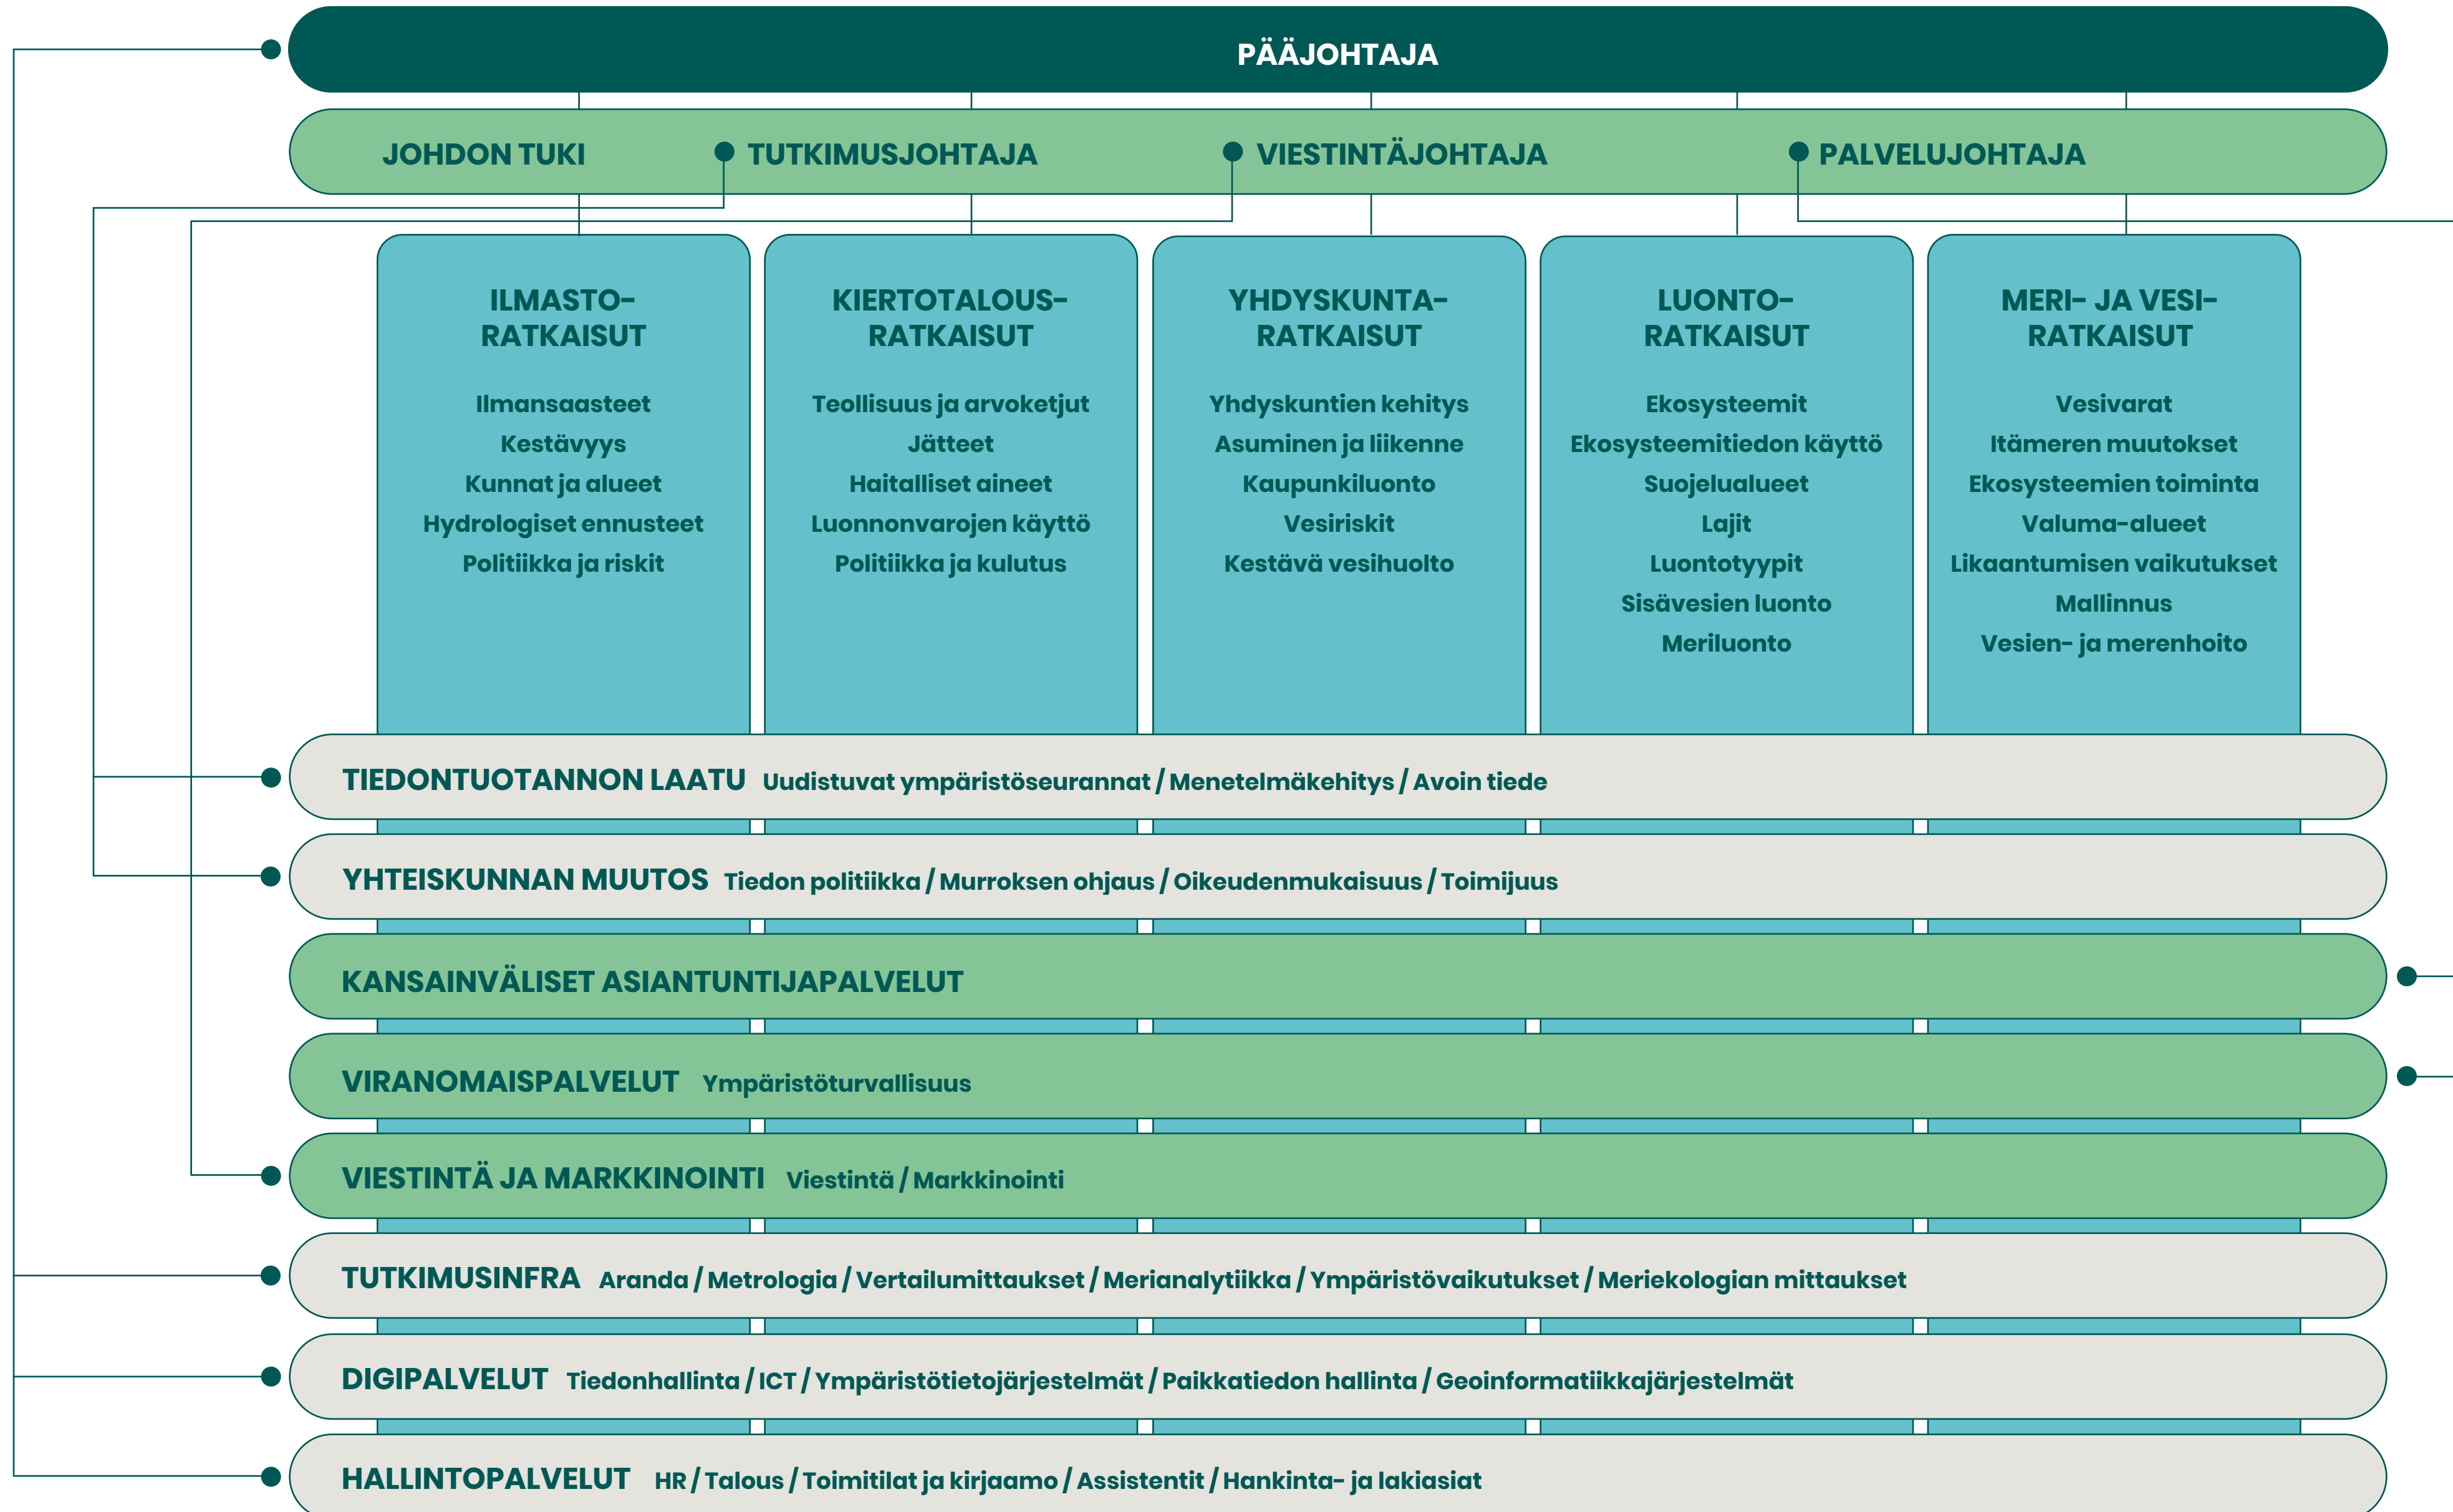 PÄÄJOHTAJA
JOHDON TUKI
TUTKIMUSJOHTAJA
VIESTINTÄJOHTAJA
PALVELUJOHTAJA
ILMASTO-
RATKAISUT
Ilmansaasteet
Kestävyys
Kunnat ja alueet
Hydrologiset ennusteet
Politiikka ja riskit
KIERTOTALOUS-
RATKAISUT
Teollisuus ja arvoketjut
Jätteet
Haitalliset aineet
Luonnonvarojen käyttö
Politiikka ja kulutus
YHDYSKUNTA-
RATKAISUT
Yhdyskuntien kehitys
Asuminen ja liikenne
Kaupunkiluonto
Vesiriskit
Kestävä vesihuolto
LUONTO-
RATKAISUT
Ekosysteemit
Ekosysteemitiedon käyttö
Suojelualueet
Lajit
Luontotyypit
Sisävesien luonto
Meriluonto
MERI- JA VESI-
RATKAISUT
Vesivarat
Itämeren muutokset
Ekosysteemien toiminta
Valuma-alueet
Likaantumisen vaikutukset
Mallinnus
Vesien- ja merenhoito
TIEDONTUOTANNON LAATU Uudistuvat ympäristöseurannat / Menetelmäkehitys / Avoin tiede
YHTEISKUNNAN MUUTOS Tiedon politiikka / Murroksen ohjaus / Oikeudenmukaisuus / Toimijuus
KANSAINVÄLISET ASIANTUNTIJAPALVELUT
VIRANOMAISPALVELUT Ympäristöturvallisuus
VIESTINTÄ JA MARKKINOINTI Viestintä / Markkinointi
TUTKIMUSINFRA Aranda / Metrologia / Vertailumittaukset / Merianalytiikka / Ympäristövaikutukset / Meriekologian mittaukset
DIGIPALVELUT Tiedonhallinta / ICT / Ympäristötietojärjestelmät / Paikkatiedon hallinta / Geoinformatiikkajärjestelmät
HALLINTOPALVELUT HR / Talous / Toimitilat ja kirjaamo / Assistentit / Hankinta- ja lakiasiat